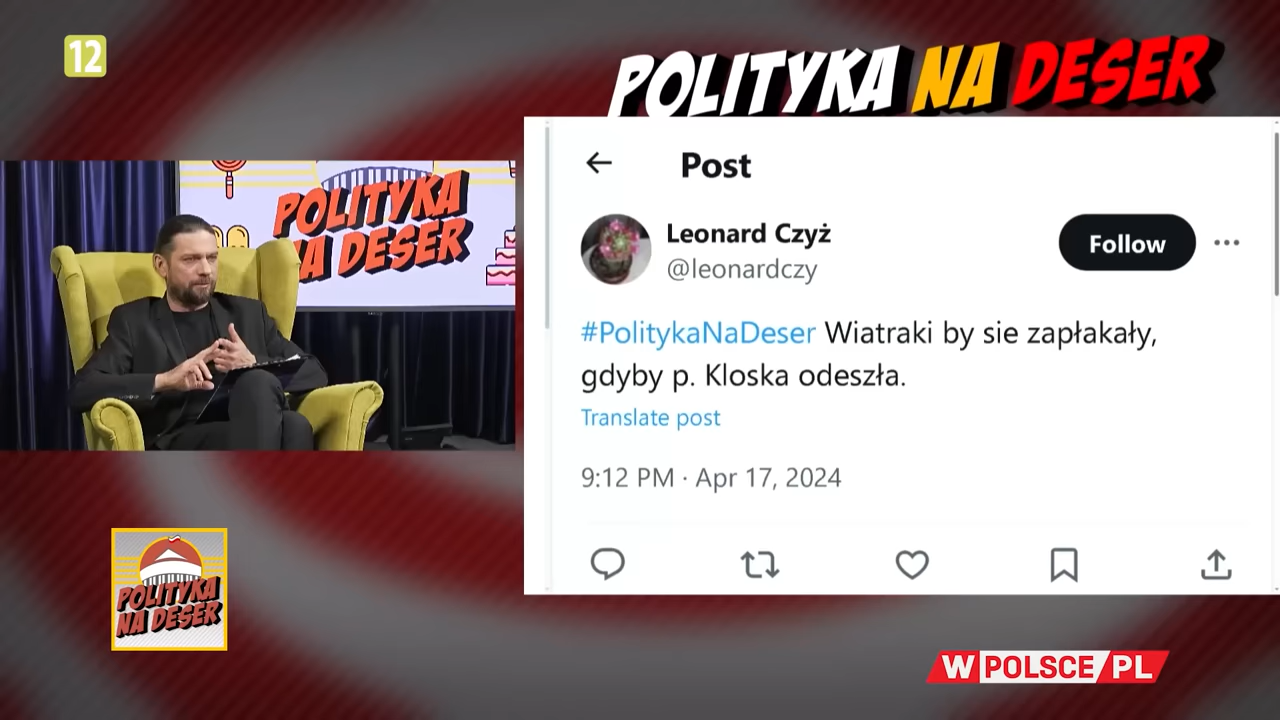 12
POLITYKA NA DESER
POLITYKA
NA DESER
Post
Leonard Czyż
@leonardczy
Follow
#PolitykaNaDeser Wiatraki by sie zapłakały,
gdyby p. Kloska odeszła.
Translate post
9:12 PM · Apr 17, 2024
POLITYKA
NA DESER
W POLSCE PL